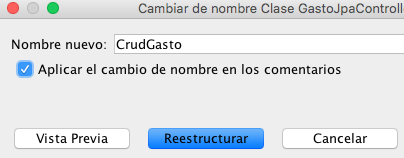 Cambiar de nombre Clase GastoJpaControlle
Nombre nuevo: CrudGasto
Aplicar el cambio de nombre en los comentarios
Vista Previa Reestructurar Cancelar